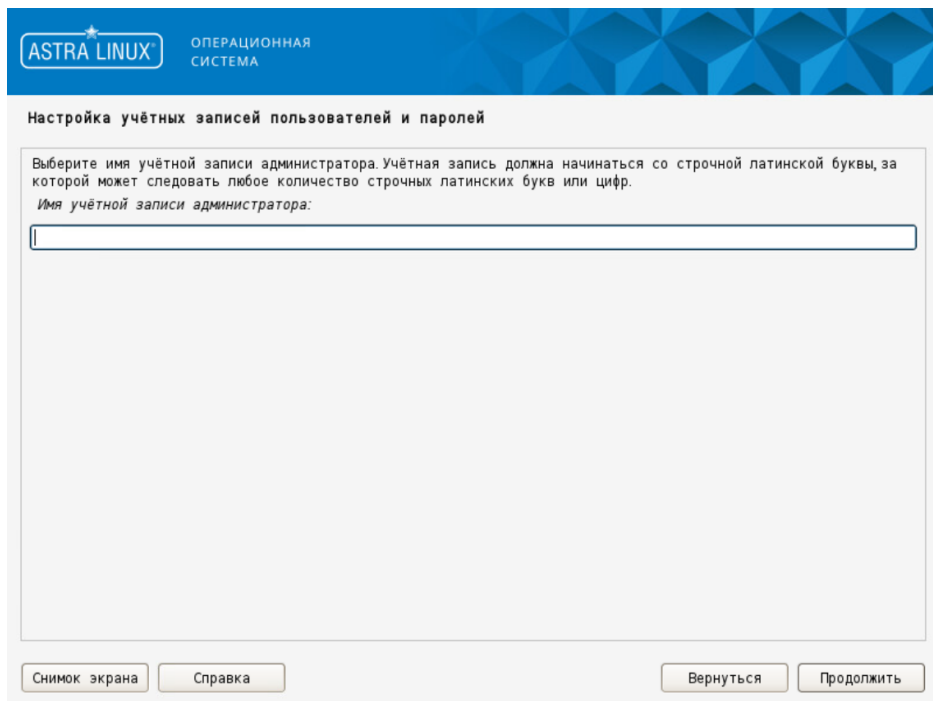 ASTRA LINUX®
ОПЕРАЦИОННАЯ
СИСТЕМА
Настройка учётных записей пользователей и паролей
Выберите имя учётной записи администратора. Учётная запись должна начинаться со строчной латинской буквы, за
которой может следовать любое количество строчных латинских букв или цифр.
Имя учётной записи администратора:
Снимок экрана
Справка
Вернуться
Продолжить